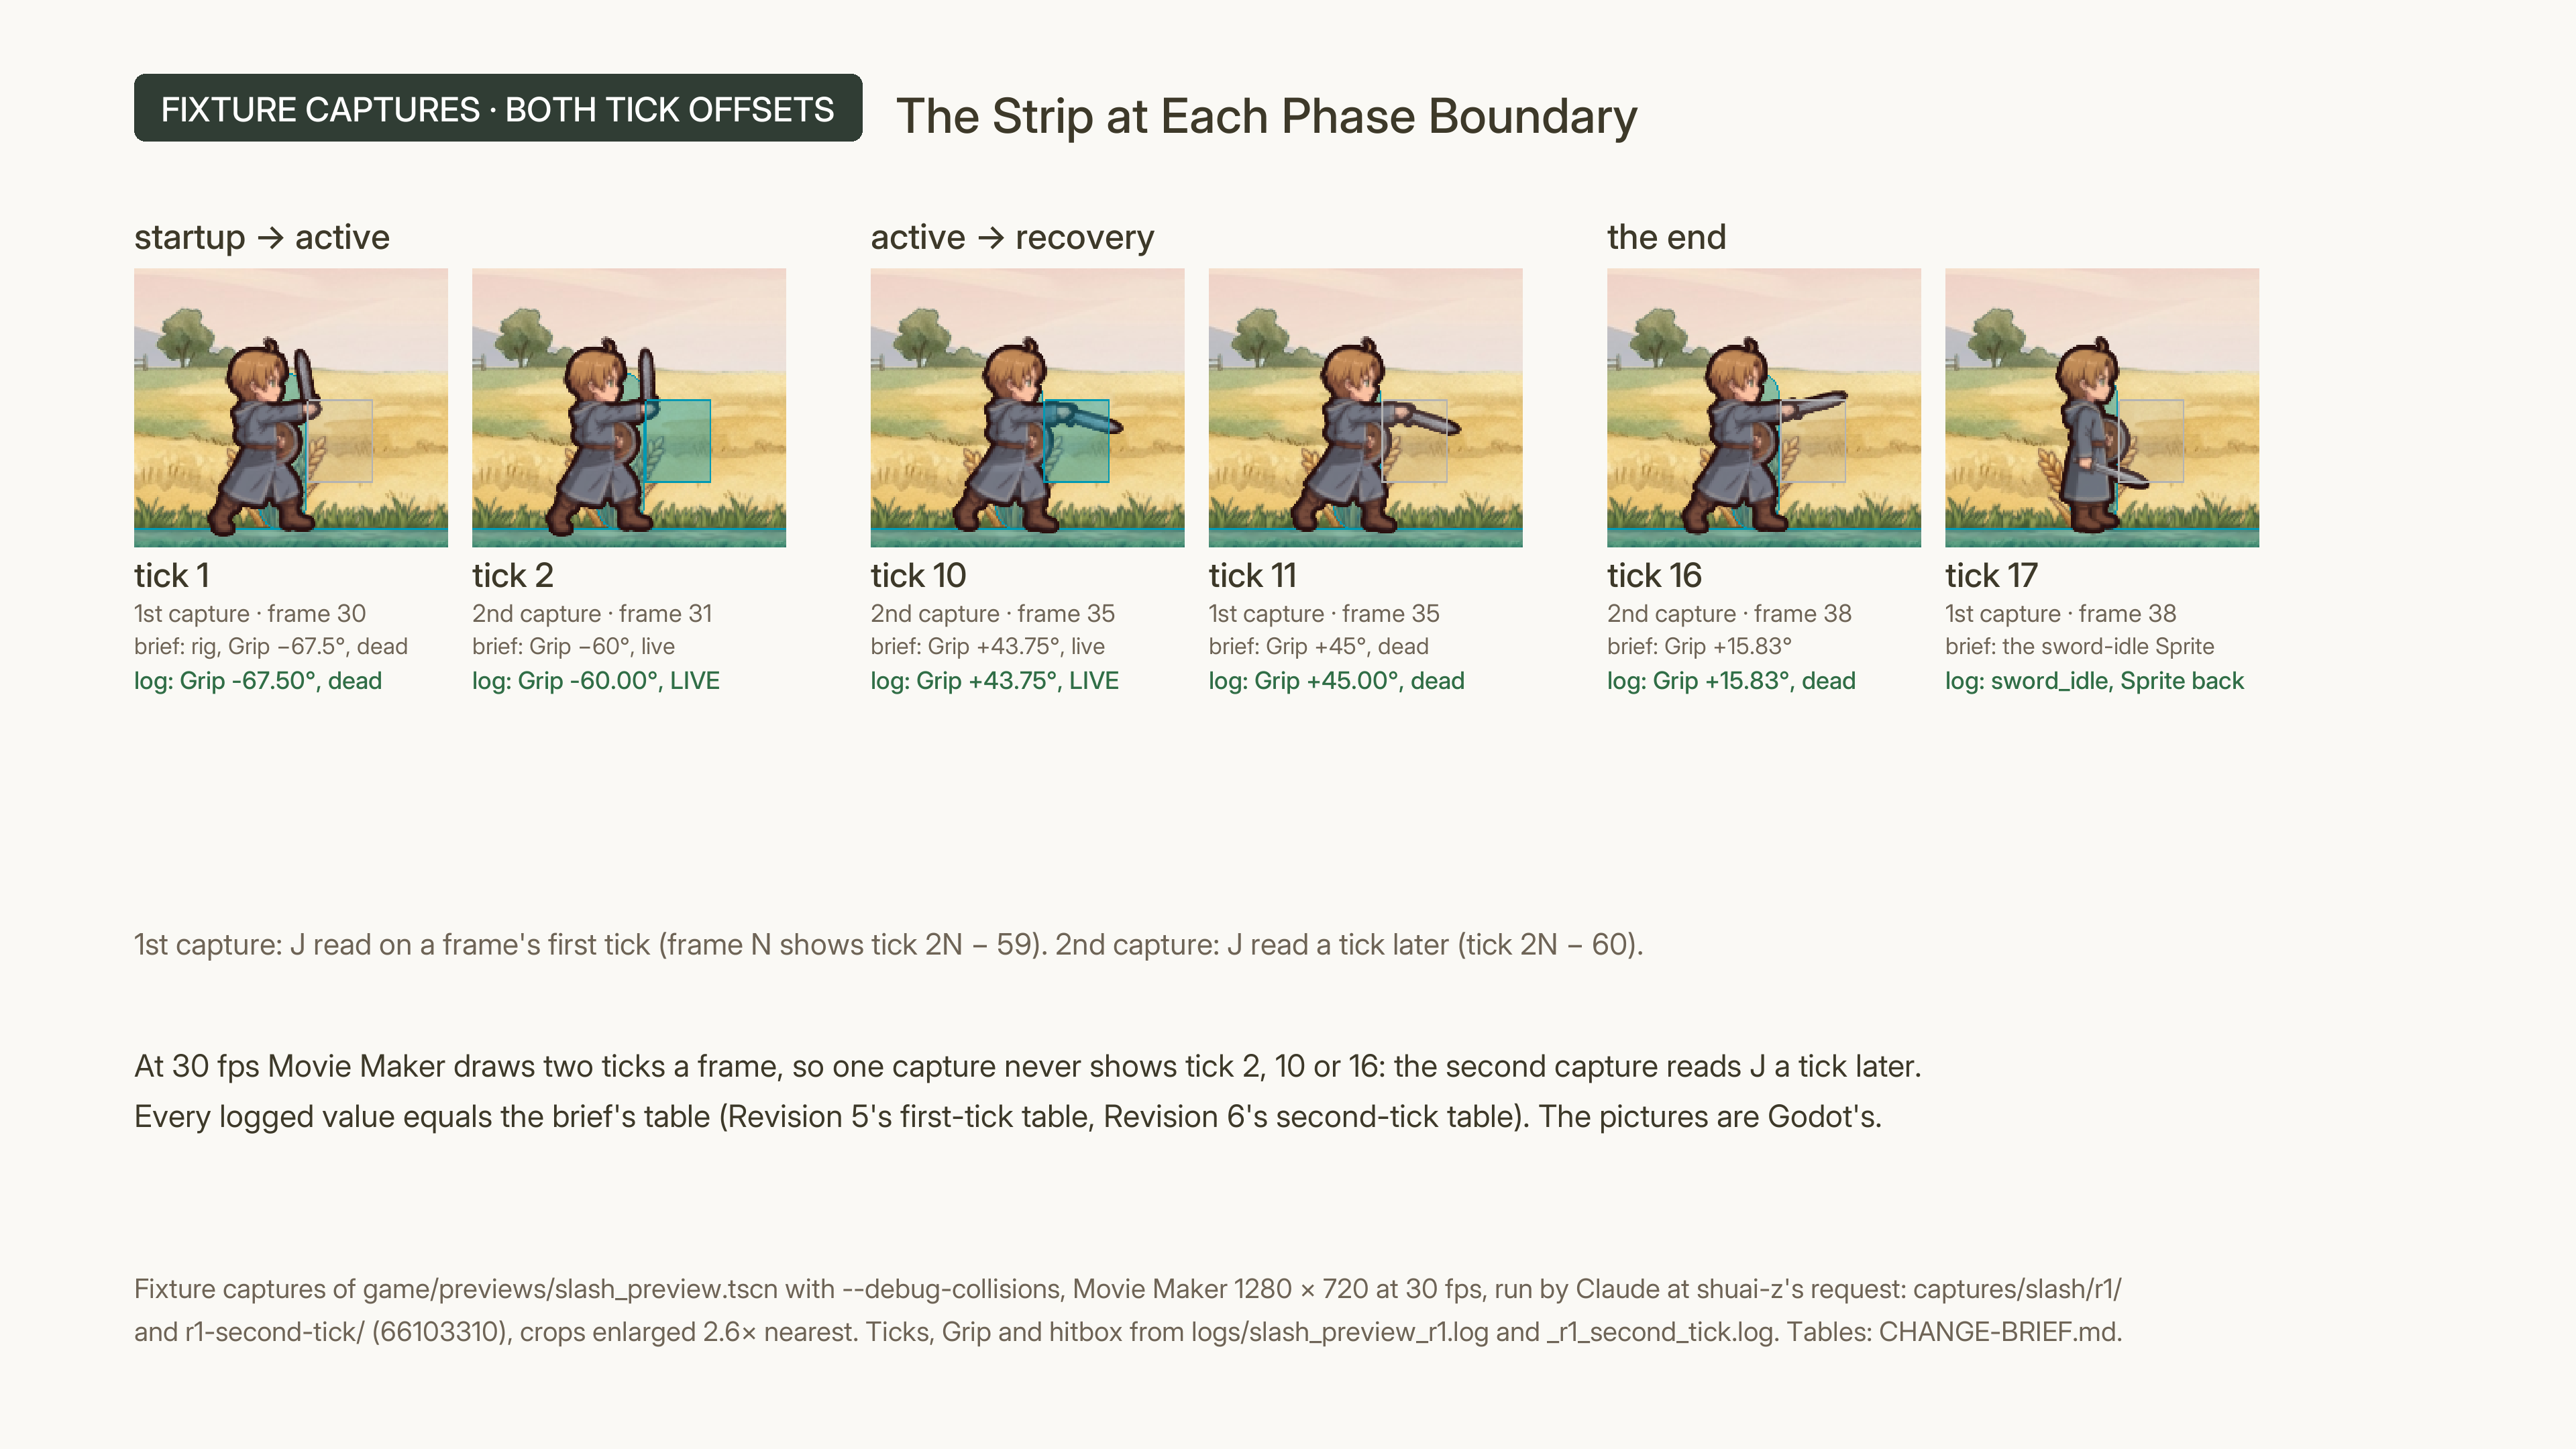 FIXTURE CAPTURES · BOTH TICK OFFSETS
The Strip at Each Phase Boundary
startup → active
active → recovery
the end
tick 1
1st capture · frame 30
brief: rig, Grip −67.5°, dead
log: Grip -67.50°, dead
tick 2
2nd capture · frame 31
brief: Grip −60°, live
log: Grip -60.00°, LIVE
tick 10
2nd capture · frame 35
brief: Grip +43.75°, live
log: Grip +43.75°, LIVE
tick 11
1st capture · frame 35
brief: Grip +45°, dead
log: Grip +45.00°, dead
tick 16
2nd capture · frame 38
brief: Grip +15.83°
log: Grip +15.83°, dead
tick 17
1st capture · frame 38
brief: the sword-idle Sprite
log: sword_idle, Sprite back
1st capture: J read on a frame's first tick (frame N shows tick 2N − 59). 2nd capture: J read a tick later (tick 2N − 60).
At 30 fps Movie Maker draws two ticks a frame, so one capture never shows tick 2, 10 or 16: the second capture reads J a tick later.
Every logged value equals the brief's table (Revision 5's first-tick table, Revision 6's second-tick table). The pictures are Godot's.
Fixture captures of game/previews/slash_preview.tscn with --debug-collisions, Movie Maker 1280 × 720 at 30 fps, run by Claude at shuai-z's request: captures/slash/r1/
and r1-second-tick/ (66103310), crops enlarged 2.6× nearest. Ticks, Grip and hitbox from logs/slash_preview_r1.log and _r1_second_tick.log. Tables: CHANGE-BRIEF.md.